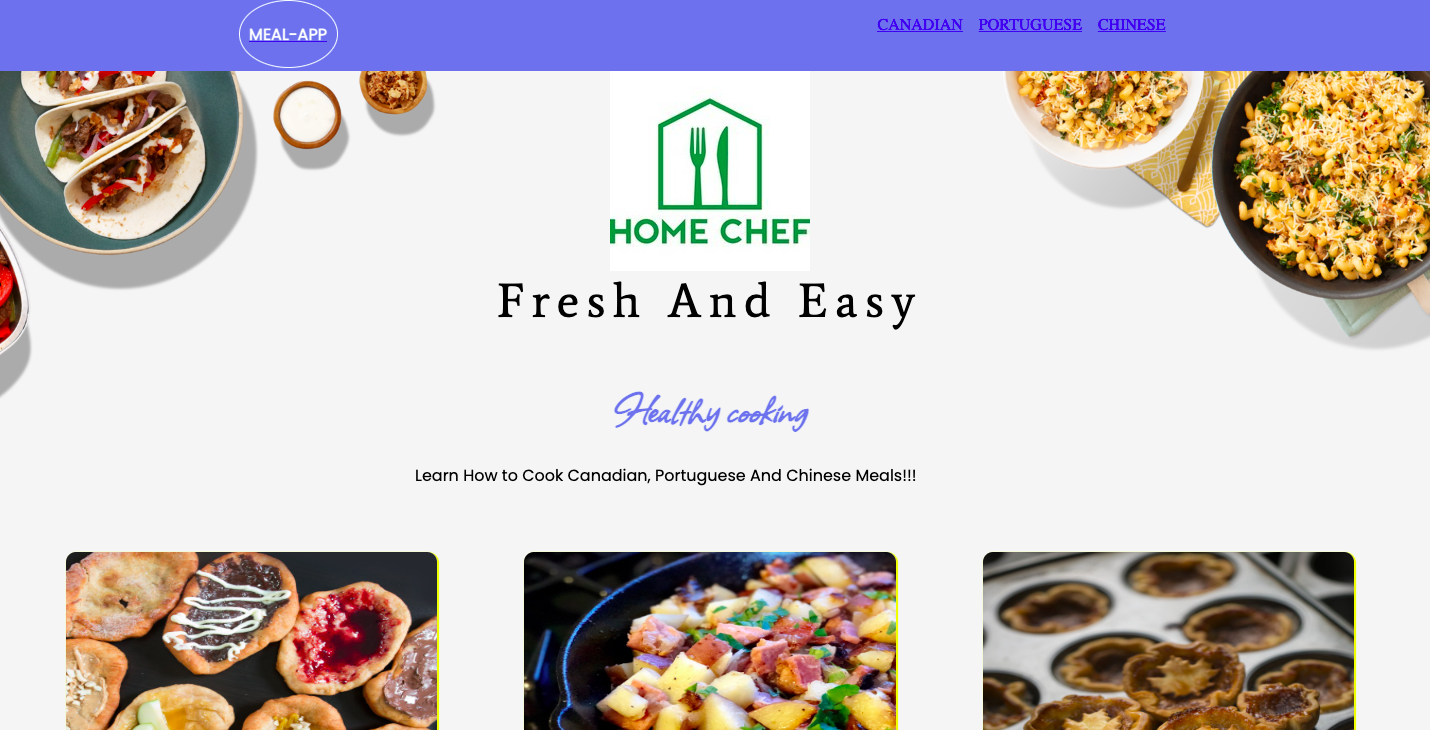 MEAL-APP
CANADIAN PORTUGUESE CHINESE
HOME CHEF
Fresh And Easy
Healthy cooking
Learn How to Cook Canadian, Portuguese And Chinese Meals!!!